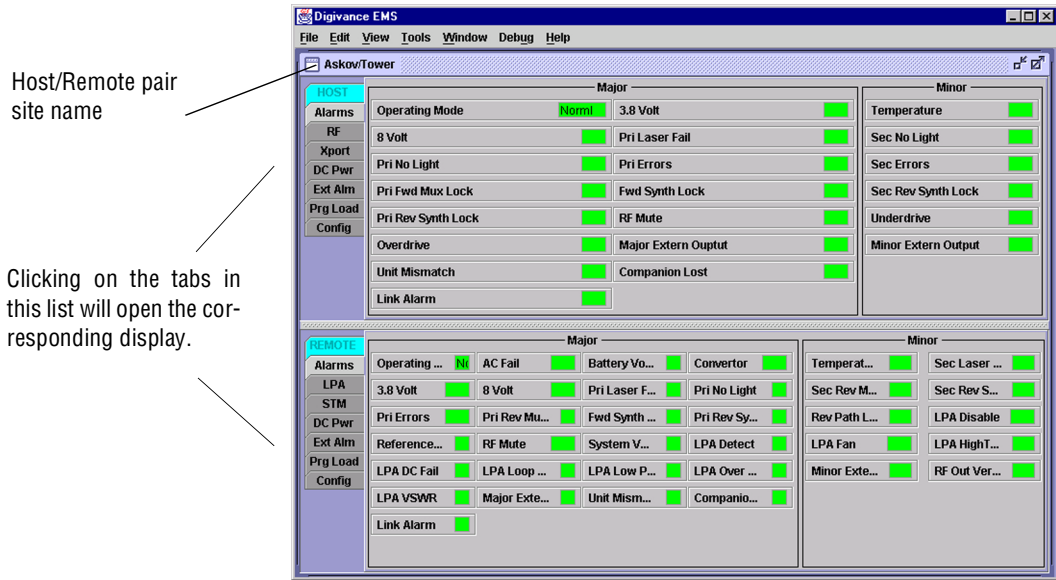 Digivance EMS
File Edit View Tools Window Debug Help
Askov/Tower
Host/Remote pair
site name
Clicking on the tabs in
this list will open the cor-
responding display.
HOST
Alarms
RF
Xport
DC Pwr
Ext Alm
Prg Load
Config
Major
Operating Mode Norml 3.8 Volt
8 Volt Pri Laser Fail
Pri No Light Pri Errors
Pri Fwd Mux Lock Fwd Synth Lock
Pri Rev Synth Lock RF Mute
Overdrive Major Extern Ouptut
Unit Mismatch Companion Lost
Link Alarm
Minor
Temperature
Sec No Light
Sec Errors
Sec Rev Synth Lock
Underdrive
Minor Extern Output
REMOTE
Alarms
LPA
STM
DC Pwr
Ext Alm
Prg Load
Config
Major
Operating ... No AC Fail Battery Vo... Convertor
3.8 Volt 8 Volt Pri Laser F... Pri No Light
Pri Errors Pri Rev Mu... Fwd Synth ... Pri Rev Sy...
Reference... RF Mute System V... LPA Detect
LPA DC Fail LPA Loop ... LPA Low P... LPA Over ...
LPA VSWR Major Exte... Unit Mism... Companio...
Link Alarm
Minor
Temperat... Sec Laser ...
Sec Rev M... Sec Rev S...
Rev Path L... LPA Disable
LPA Fan LPA HighT...
Minor Exte... RF Out Ver...